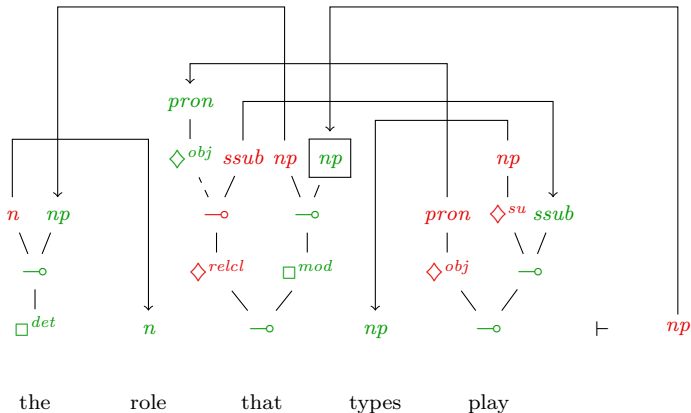 pron
◇obj ssub np np np
n np ⊸ ⊸ pron ◇su ssub
⊸ ◇relcl □mod ◇obj ⊸
□det n ⊸ np ⊸ ⊢ np
the role that types play